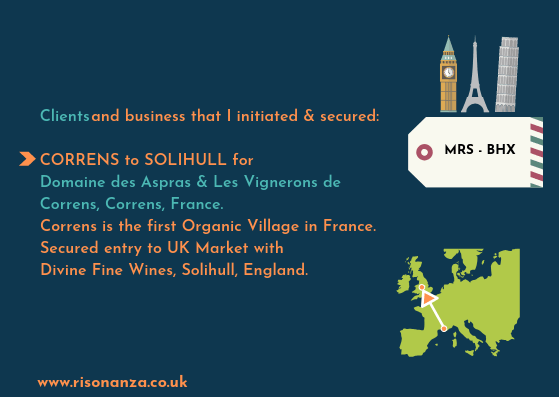 Clients and business that I initiated & secured:
MRS - BHX
CORRENS to SOLIHULL for
Domaine des Aspras & Les Vignerons de
Correns, Correns, France.
Correns is the first Organic Village in France.
Secured entry to UK Market with
Divine Fine Wines, Solihull, England.
www.risonanza.co.uk